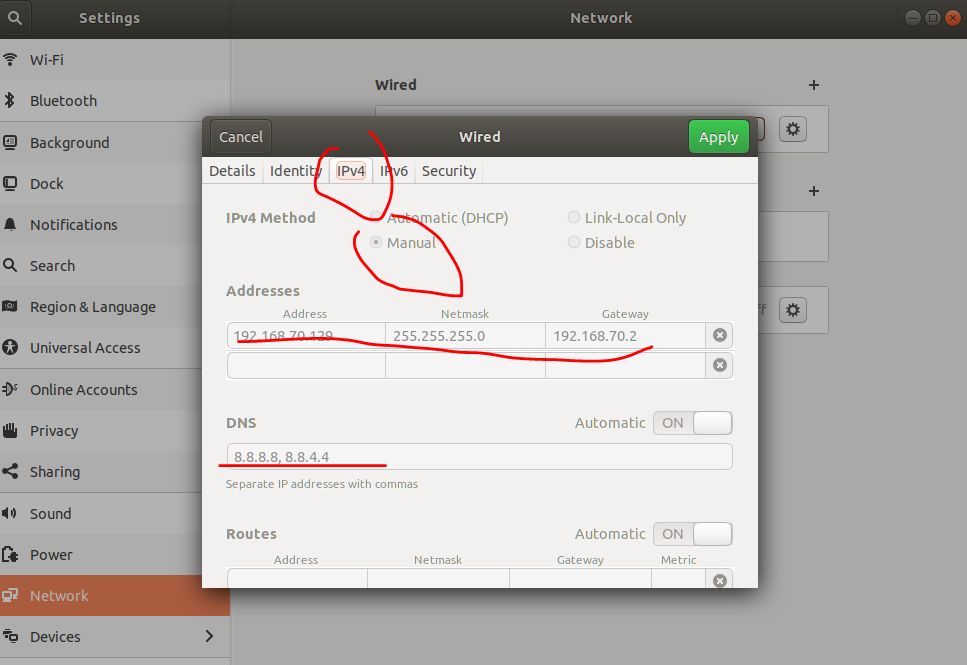 Settings
Network
Wi-Fi
Bluetooth
Background
Dock
Notifications
Search
Region & Language
Universal Access
Online Accounts
Privacy
Sharing
Sound
Power
Network
Devices
Wired
Cancel
Wired
Apply
Details
Identity
IPv4
IPv6
Security
IPv4 Method
Automatic (DHCP)
Link-Local Only
Manual
Disable
Addresses
Address Netmask Gateway
192.168.70.129 255.255.255.0 192.168.70.2
DNS
Automatic ON
8.8.8.8, 8.8.4.4
Separate IP addresses with commas
Routes
Automatic ON
Address Netmask Gateway Metric